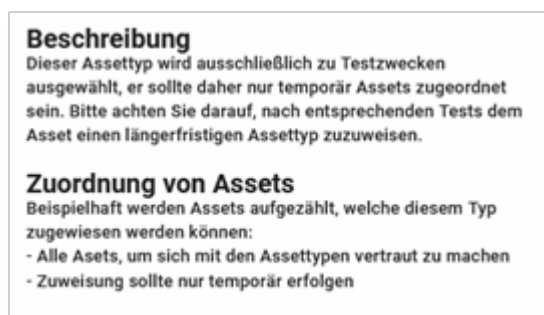 Beschreibung
Dieser Assettyp wird ausschließlich zu Testzwecken
ausgewählt, er sollte daher nur temporär Assets zugeordnet
sein. Bitte achten Sie darauf, nach entsprechenden Tests dem
Asset einen längerfristigen Assettyp zuzuweisen.
Zuordnung von Assets
Beispielhaft werden Assets aufgezählt, welche diesem Typ
zugewiesen werden können:
- Alle Asets, um sich mit den Assettypen vertraut zu machen
- Zuweisung sollte nur temporär erfolgen